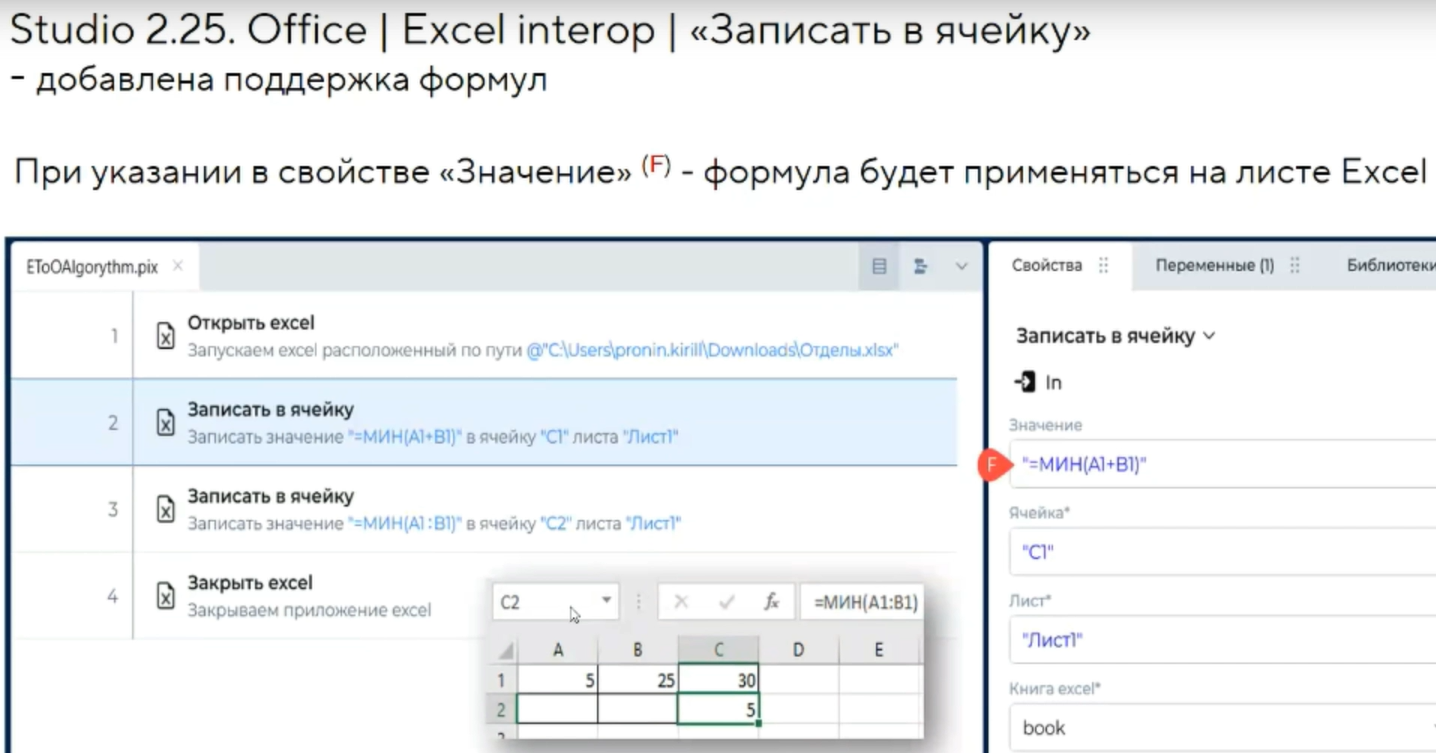 Studio 2.25. Office | Excel interop | «Записать в ячейку»
- добавлена поддержка формул
При указании в свойстве «Значение» (F) - формула будет применяться на листе Excel
EToOAlgorythm.pix
Свойства
Переменные (1)
Библиотеки
1
Открыть excel
Запускаем excel расположенный по пути @"C:\Users\pronin.kirill\Downloads\Отделы.xlsx"
2
Записать в ячейку
Записать значение "=МИН(A1+B1)" в ячейку "C1" листа "Лист1"
3
Записать в ячейку
Записать значение "=МИН(A1:B1)" в ячейку "C2" листа "Лист1"
4
Закрыть excel
Закрываем приложение excel
C2
fx
=МИН(A1:B1)
A B C D E
1 5 25 30
2 5
Записать в ячейку
In
Значение
F
"=МИН(A1+B1)"
Ячейка*
"C1"
Лист*
"Лист1"
Книга excel*
book